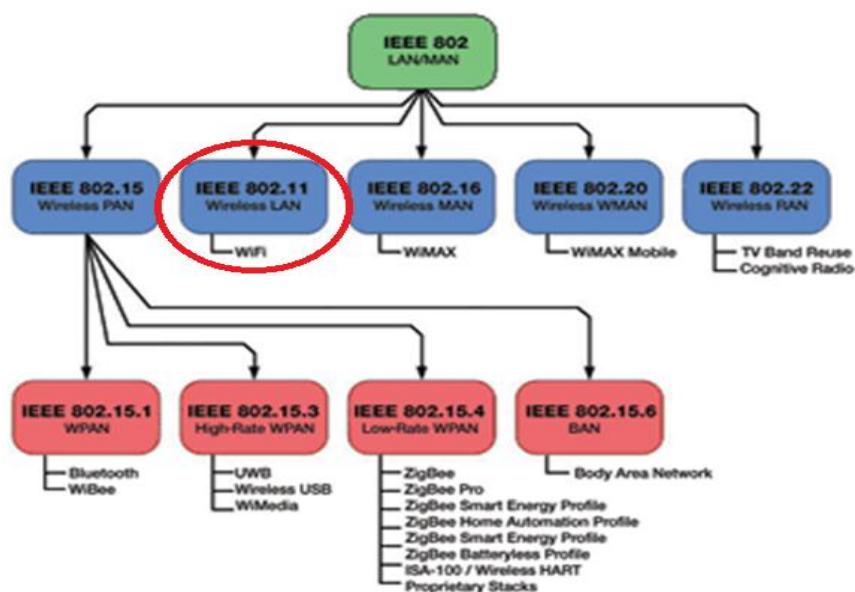 IEEE 802
LAN/MAN
IEEE 802.15
Wireless PAN
IEEE 802.11
Wireless LAN
IEEE 802.16
Wireless MAN
IEEE 802.20
Wireless WMAN
IEEE 802.22
Wireless RAN
WiFi
WiMAX
WiMAX Mobile
TV Band Reuse
Cognitive Radio
IEEE 802.15.1
WPAN
IEEE 802.15.3
High-Rate WPAN
IEEE 802.15.4
Low-Rate WPAN
IEEE 802.15.6
BAN
Bluetooth
WiBee
UWB
Wireless USB
WiMedia
ZigBee
ZigBee Pro
ZigBee Smart Energy Profile
ZigBee Home Automation Profile
ZigBee Smart Energy Profile
ZigBee Batteryless Profile
ISA-100 / Wireless HART
Proprietary Stacks
Body Area Network